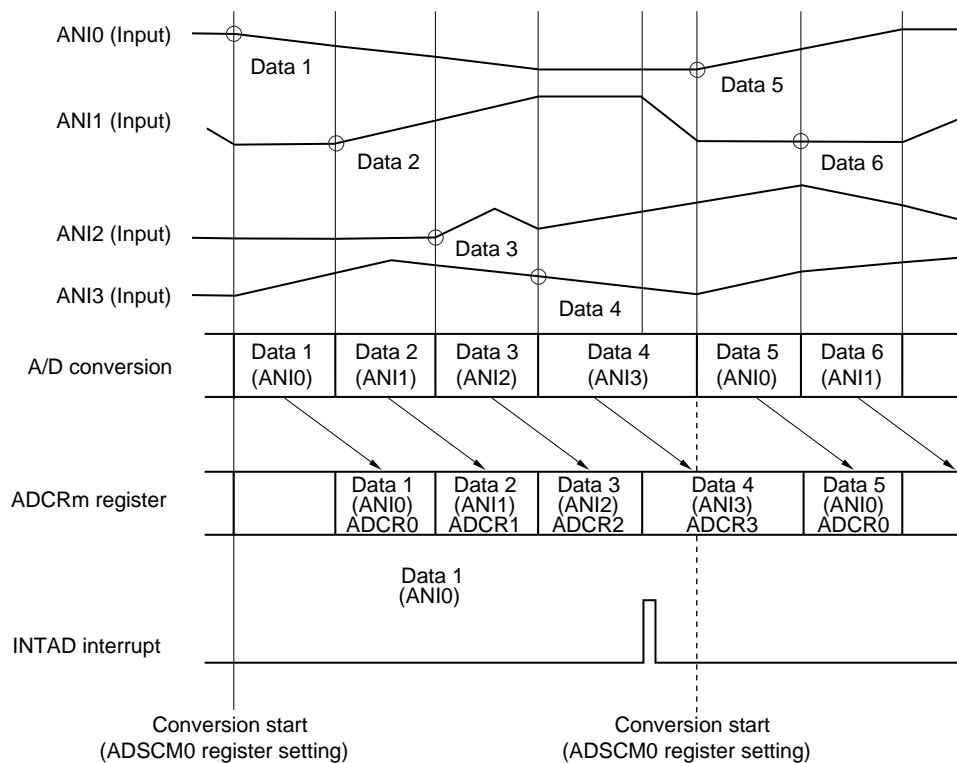 ANI0 (Input)
Data 1
Data 5
ANI1 (Input)
Data 2
Data 6
ANI2 (Input)
Data 3
ANI3 (Input)
Data 4
A/D conversion
Data 1
(ANI0)
Data 2
(ANI1)
Data 3
(ANI2)
Data 4
(ANI3)
Data 5
(ANI0)
Data 6
(ANI1)
ADCRm register
Data 1
(ANI0)
ADCR0
Data 2
(ANI1)
ADCR1
Data 3
(ANI2)
ADCR2
Data 4
(ANI3)
ADCR3
Data 5
(ANI0)
ADCR0
Data 1
(ANI0)
INTAD interrupt
Conversion start
(ADSCM0 register setting)
Conversion start
(ADSCM0 register setting)